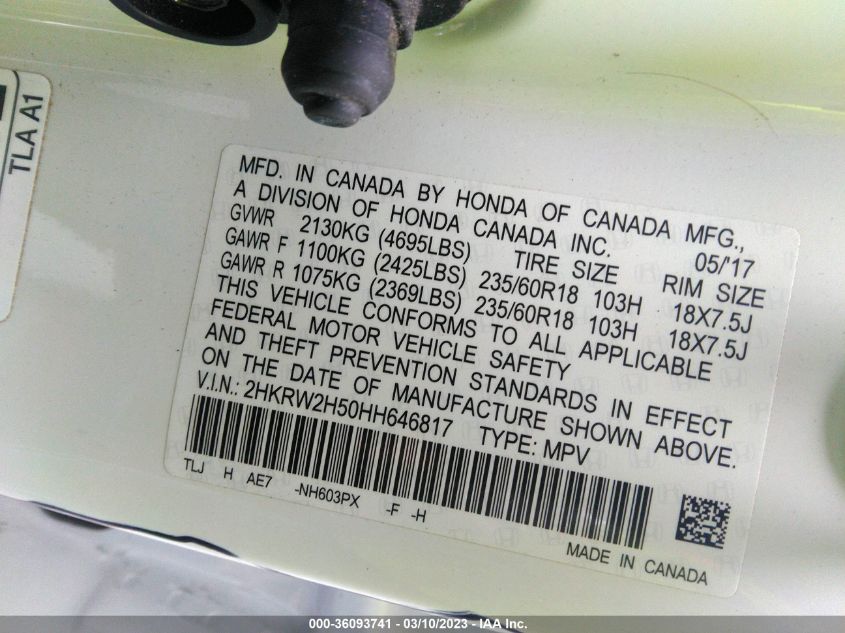 TLA A1
MFD. IN CANADA BY HONDA OF CANADA MFG.,
A DIVISION OF HONDA CANADA INC. 05/'17
GVWR 2130KG (4695LBS) TIRE SIZE RIM SIZE
GAWR F 1100KG (2425LBS) 235/60R18 103H 18X7.5J
GAWR R 1075KG (2369LBS) 235/60R18 103H 18X7.5J
THIS VEHICLE CONFORMS TO ALL APPLICABLE
FEDERAL MOTOR VEHICLE SAFETY
AND THEFT PREVENTION STANDARDS IN EFFECT
ON THE DATE OF MANUFACTURE SHOWN ABOVE.
V.I.N.: 2HKRW2H50HH646817 TYPE: MPV
TLJ H AE7 -NH603PX -F -H
MADE IN CANADA
000-36093741 - 03/10/2023 - IAA Inc.